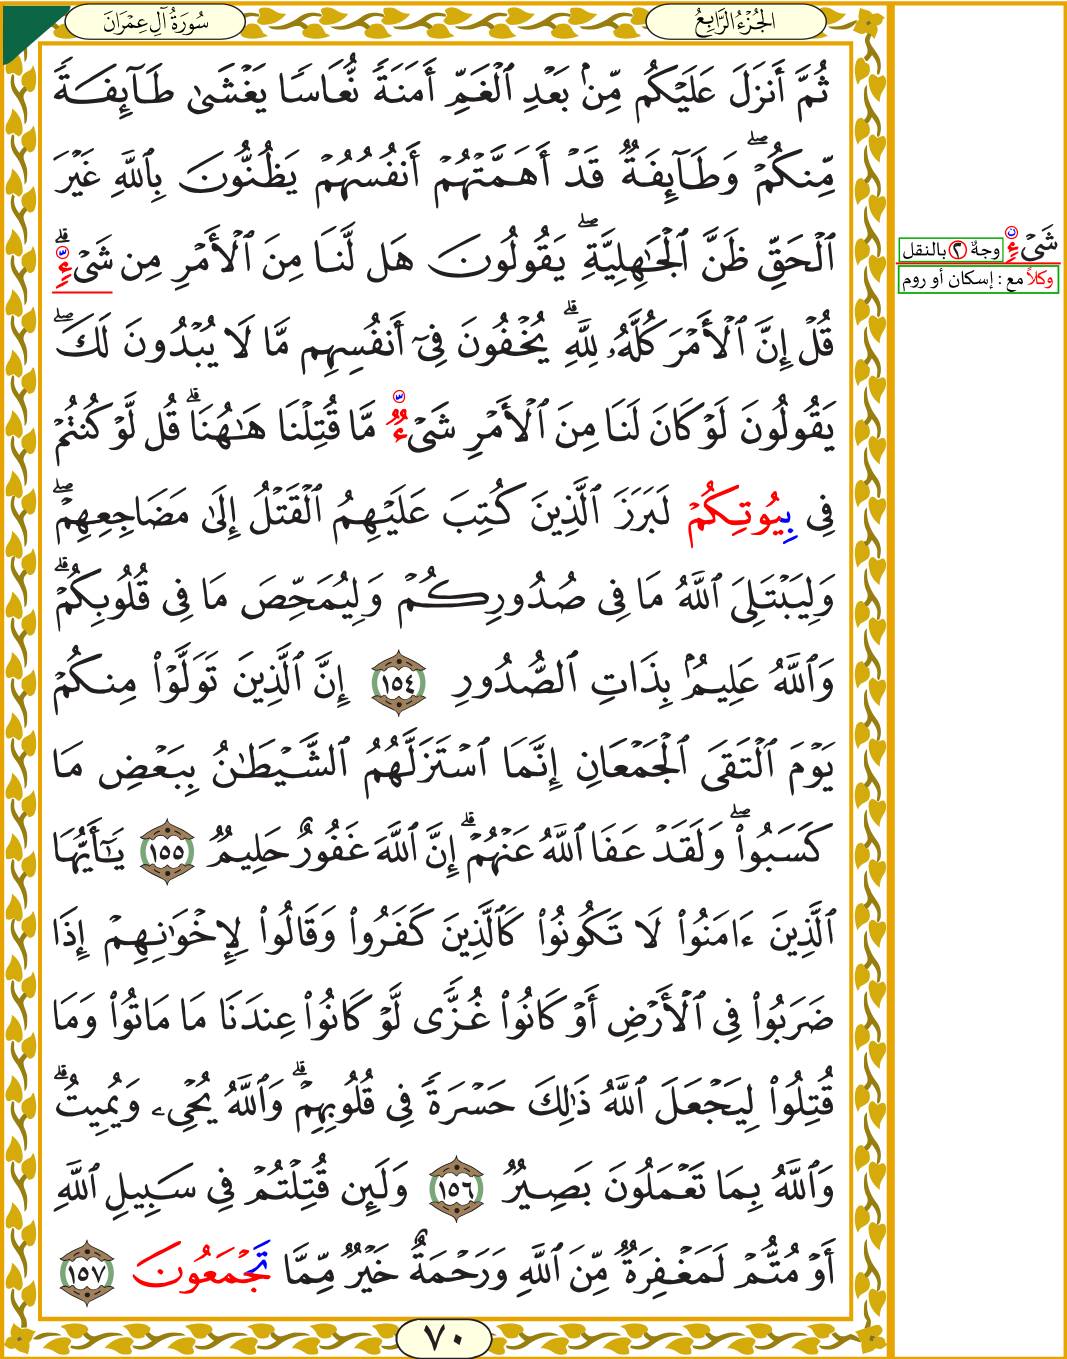 سُورَةُ آلِ عِمْرَانَ
الجُزْءُ الرَّابِعُ
ثُمَّ أَنزَلَ عَلَيْكُم مِّنۢ بَعْدِ ٱلْغَمِّ أَمَنَةً نُّعَاسًا يَغْشَىٰ طَآئِفَةً
مِّنكُمْ ۖ وَطَآئِفَةٌ قَدْ أَهَمَّتْهُمْ أَنفُسُهُمْ يَظُنُّونَ بِٱللَّهِ غَيْرَ
ٱلْحَقِّ ظَنَّ ٱلْجَـٰهِلِيَّةِ ۖ يَقُولُونَ هَل لَّنَا مِنَ ٱلْأَمْرِ مِن شَىْءٍ ۗ
قُلْ إِنَّ ٱلْأَمْرَ كُلَّهُۥ لِلَّهِ ۗ يُخْفُونَ فِىٓ أَنفُسِهِم مَّا لَا يُبْدُونَ لَكَ ۖ
يَقُولُونَ لَوْ كَانَ لَنَا مِنَ ٱلْأَمْرِ شَىْءٌ مَّا قُتِلْنَا هَـٰهُنَا ۗ قُل لَّوْ كُنتُمْ
فِى بِيُوتِكُمْ لَبَرَزَ ٱلَّذِينَ كُتِبَ عَلَيْهِمُ ٱلْقَتْلُ إِلَىٰ مَضَاجِعِهِمْ ۖ
وَلِيَبْتَلِىَ ٱللَّهُ مَا فِى صُدُورِكُمْ وَلِيُمَحِّصَ مَا فِى قُلُوبِكُمْ ۗ
وَٱللَّهُ عَلِيمٌۢ بِذَاتِ ٱلصُّدُورِ ١٥٤ إِنَّ ٱلَّذِينَ تَوَلَّوْا۟ مِنكُمْ
يَوْمَ ٱلْتَقَى ٱلْجَمْعَانِ إِنَّمَا ٱسْتَزَلَّهُمُ ٱلشَّيْطَـٰنُ بِبَعْضِ مَا
كَسَبُوا۟ ۖ وَلَقَدْ عَفَا ٱللَّهُ عَنْهُمْ ۗ إِنَّ ٱللَّهَ غَفُورٌ حَلِيمٌ ١٥٥ يَـٰٓأَيُّهَا
ٱلَّذِينَ ءَامَنُوا۟ لَا تَكُونُوا۟ كَٱلَّذِينَ كَفَرُوا۟ وَقَالُوا۟ لِإِخْوَٰنِهِمْ إِذَا
ضَرَبُوا۟ فِى ٱلْأَرْضِ أَوْ كَانُوا۟ غُزًّى لَّوْ كَانُوا۟ عِندَنَا مَا مَاتُوا۟ وَمَا
قُتِلُوا۟ لِيَجْعَلَ ٱللَّهُ ذَٰلِكَ حَسْرَةً فِى قُلُوبِهِمْ ۗ وَٱللَّهُ يُحْىِۦ وَيُمِيتُ ۗ
وَٱللَّهُ بِمَا تَعْمَلُونَ بَصِيرٌ ١٥٦ وَلَئِن قُتِلْتُمْ فِى سَبِيلِ ٱللَّهِ
أَوْ مُتُّمْ لَمَغْفِرَةٌ مِّنَ ٱللَّهِ وَرَحْمَةٌ خَيْرٌ مِّمَّا تَجْمَعُونَ ١٥٧
٧٠
شَىْءٍ وجهٌ ٢ بالنقل
وكلاً مع : إسكان أو روم